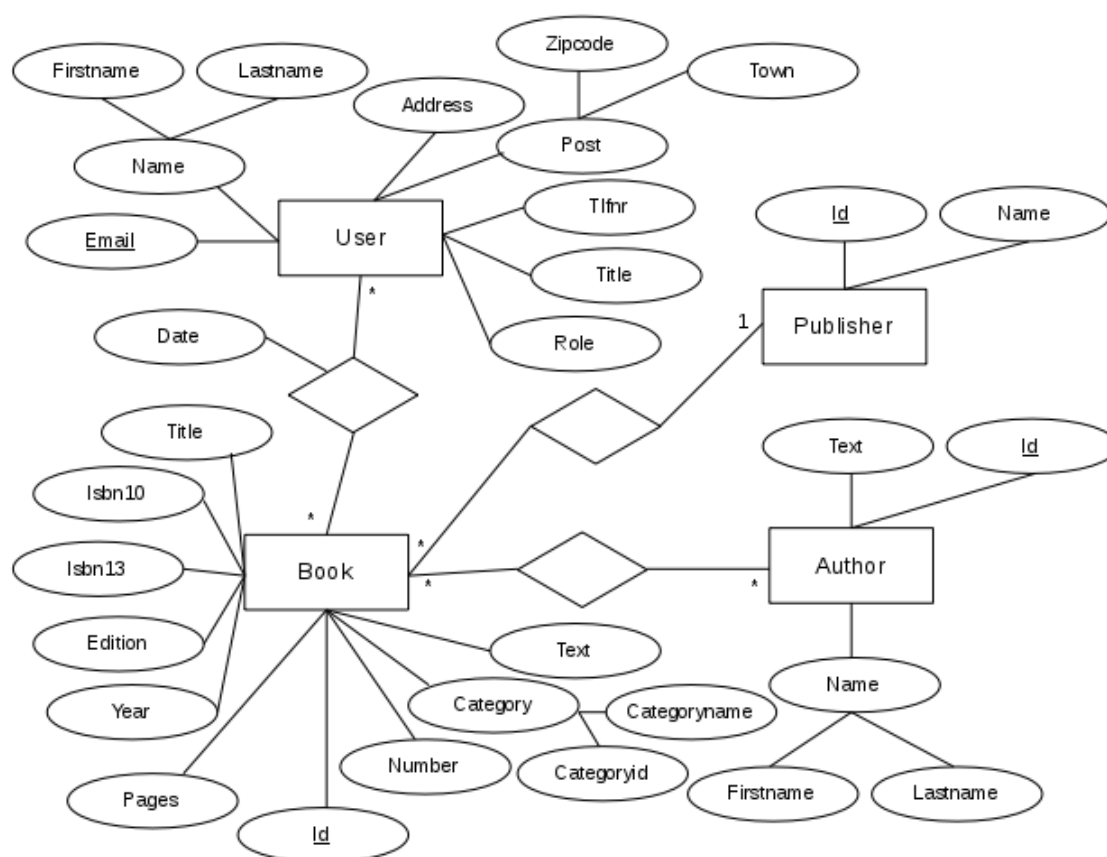 Zipcode
Town
Firstname
Lastname
Address
Post
Name
Tlfnr
Id
Name
Email
User
Title
*
1
Publisher
Date
Role
Title
Text
Id
Isbn10
*
*
Isbn13
Book
*
*
Author
Edition
Text
Name
Year
Category
Categoryname
Number
Categoryid
Pages
Firstname
Lastname
Id